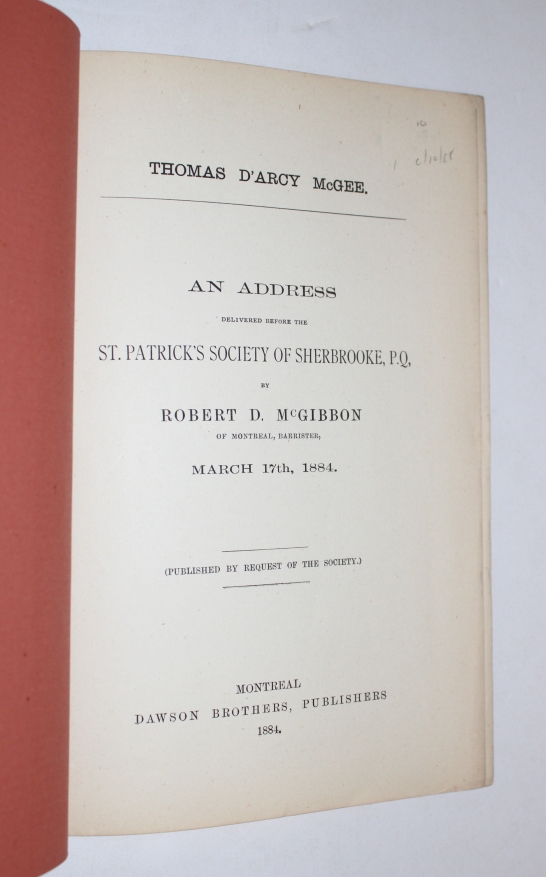 THOMAS D'ARCY McGEE.
AN ADDRESS
DELIVERED BEFORE THE
ST. PATRICK'S SOCIETY OF SHERBROOKE, P.Q,
BY
ROBERT D. McGIBBON
OF MONTREAL, BARRISTER,
MARCH 17th, 1884.
(PUBLISHED BY REQUEST OF THE SOCIETY.)
MONTREAL
DAWSON BROTHERS, PUBLISHERS
1884.